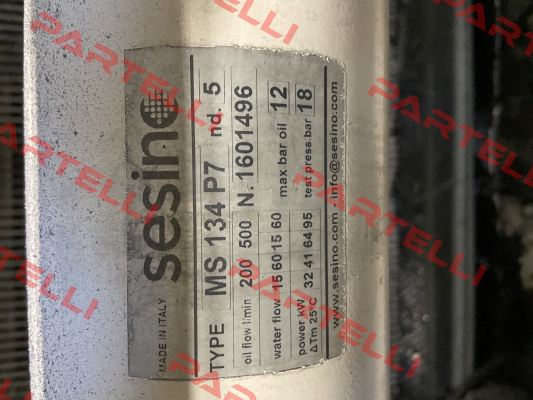 MADE IN ITALY
sesino
TYPE MS 134 P7 nd. 5
oil flow l/min 200 500 N. 1601496
water flow 15 60 15 60 max bar oil 12
power kW ΔTm 25°C 32 41 64 95 test press.bar 18
www.sesino.com info@sesino.com
PARTELLI
PARTELLI
PARTELLI
PARTELLI
PARTELLI
PARTELLI